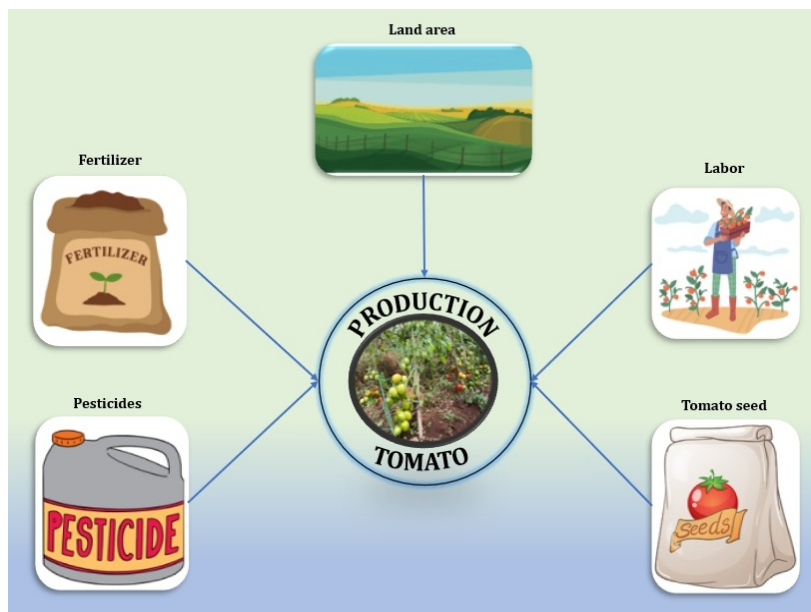 Land area
Fertilizer
Labor
FERTILIZER
PRODUCTION
TOMATO
Pesticides
Tomato seed
PESTICIDE
Seeds